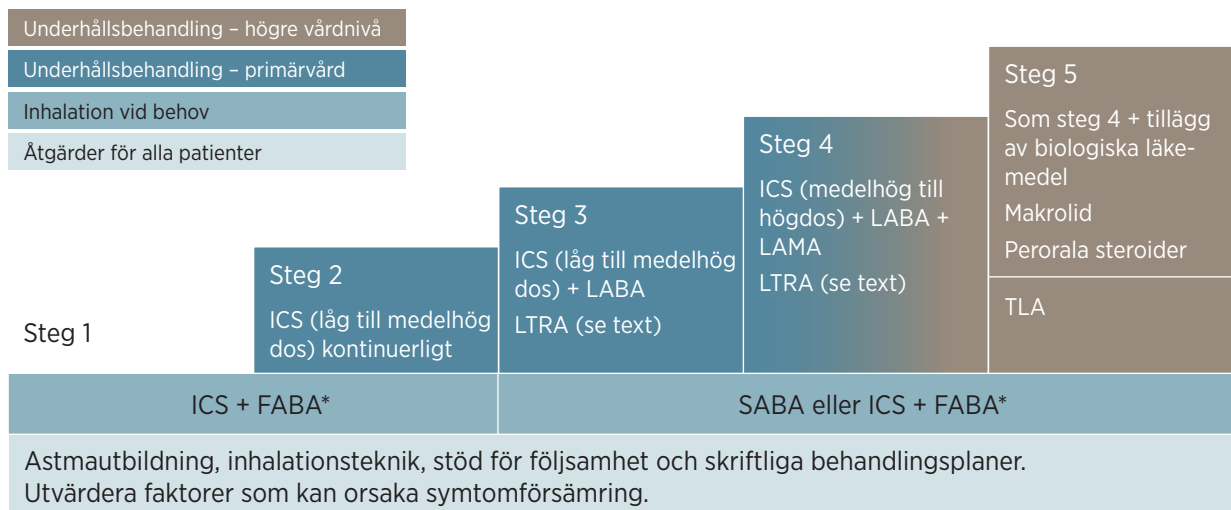 Underhållsbehandling – högre vårdnivå
Underhållsbehandling – primärvård
Inhalation vid behov
Åtgärder för alla patienter
Steg 1
Steg 2
ICS (låg till medelhög
dos) kontinuerligt
Steg 3
ICS (låg till medelhög
dos) + LABA
LTRA (se text)
Steg 4
ICS (medelhög till
högdos) + LABA +
LAMA
LTRA (se text)
Steg 5
Som steg 4 + tillägg
av biologiska läke-
medel
Makrolid
Perorala steroider
TLA
ICS + FABA*
SABA eller ICS + FABA*
Astmautbildning, inhalationsteknik, stöd för följsamhet och skriftliga behandlingsplaner.
Utvärdera faktorer som kan orsaka symtomförsämring.